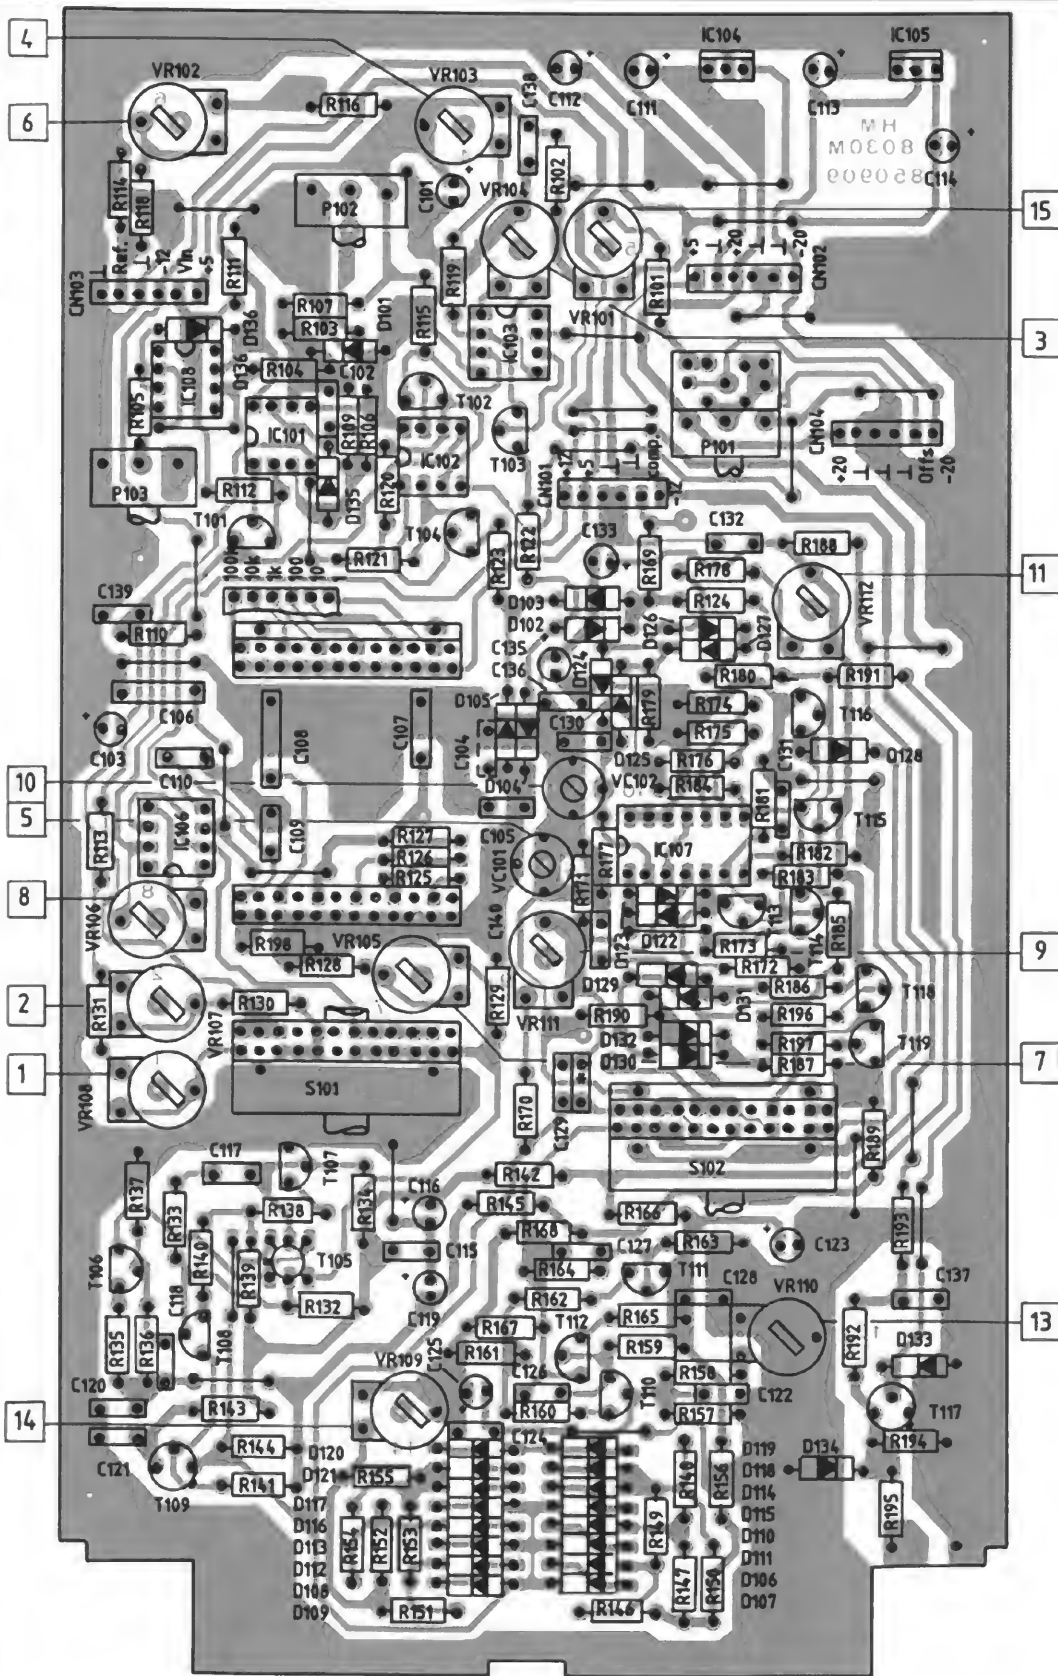 4
6
10
5
8
2
1
14
15
3
11
9
7
13
IC104
IC105
VR102
VR103
C138
C112
C111
C113
R116
HM
8030M
850909
C114
R114
R118
P102
C101
VR104
R102
CN103
⊥
Ref.
⊥
-12
Vin
+5
R111
R119
R101
+5
⊥
+20
⊥
⊥
-20
CN102
R107
D101
R103
R115
IC103
VR101
D136
D136
R104
C102
IC108
R105
R109
R106
T102
IC101
IC102
T103
P101
CN104
+20
⊥
⊥
⊥
Offs
-20
CN101
+12
+5
⊥
⊥
comp.
-12
P103
R112
D135
R120
T101
T104
R121
R123
R122
C133
R169
C132
R188
100k
10k
1k
100
10
1
R178
D103
R124
VR112
C139
R110
D102
D126
D127
C135
C136
D124
R180
R191
C106
D105
R179
R174
T116
C103
C108
C107
C130
R175
C131
D128
C110
C104
D125
R176
VC102
D104
R184
R181
T115
R113
IC106
C109
R127
R126
R125
C105
VC101
R171
R177
IC107
R182
R183
VR106
R198
VR105
R128
C140
D123
D122
T113
T114
R185
R173
R172
D129
R131
R130
VR107
R129
VR111
R190
D131
R186
R196
T118
D132
D130
R197
R187
T119
VR108
S101
R170
C129
R189
S102
C117
T107
R137
R133
R134
C116
R142
R145
R166
R193
R138
R140
R139
T105
C115
R168
C127
R163
C123
T106
R164
T111
C128
VR110
C137
R132
C119
R162
R165
C118
R135
R136
T108
R167
T112
R159
R192
D133
VR109
C125
R161
C126
R158
C122
C120
R143
R160
T110
R157
T117
C121
R144
D120
C124
D119
D134
R194
T109
R141
D121
R155
D118
R156
D117
D114
D116
R154
R152
R153
R149
D115
R195
D113
D110
D112
D111
D108
R147
R150
D106
D109
R151
R146
D107